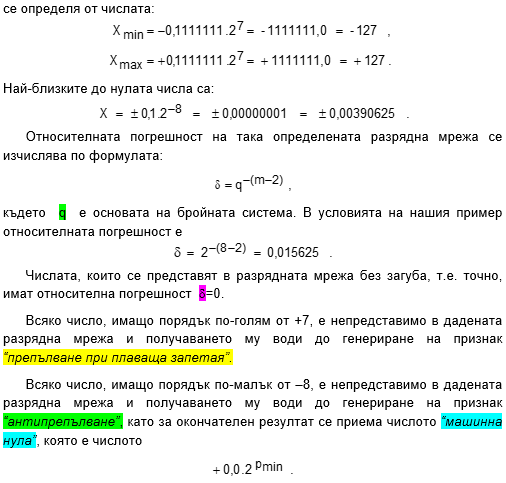 се определя от числата:
X min = –0,1111111 .2^7 = - 1111111,0 = - 127 ,
X max = +0,1111111 .2^7 = + 1111111,0 = + 127 .
Най-близките до нулата числа са:
X = ± 0,1.2^–8 = ± 0,00000001 = ± 0,00390625 .
Относителната погрешност на така определената разрядна мрежа се
изчислява по формулата:
δ = q^–(m–2) ,
където q е основата на бройната система. В условията на нашия пример
относителната погрешност е
δ = 2^–(8–2) = 0,015625 .
Числата, които се представят в разрядната мрежа без загуба, т.е. точно,
имат относителна погрешност δ=0.
Всяко число, имащо порядък по-голям от +7, е непредставимо в дадената
разрядна мрежа и получаването му води до генериране на признак
“препълване при плаваща запетая”.
Всяко число, имащо порядък по-малък от –8, е непредставимо в дадената
разрядна мрежа и получаването му води до генериране на признак
“антипрепълване”, като за окончателен резултат се приема числото “машинна
нула”, която е числото
+ 0,0 . 2^pmin .